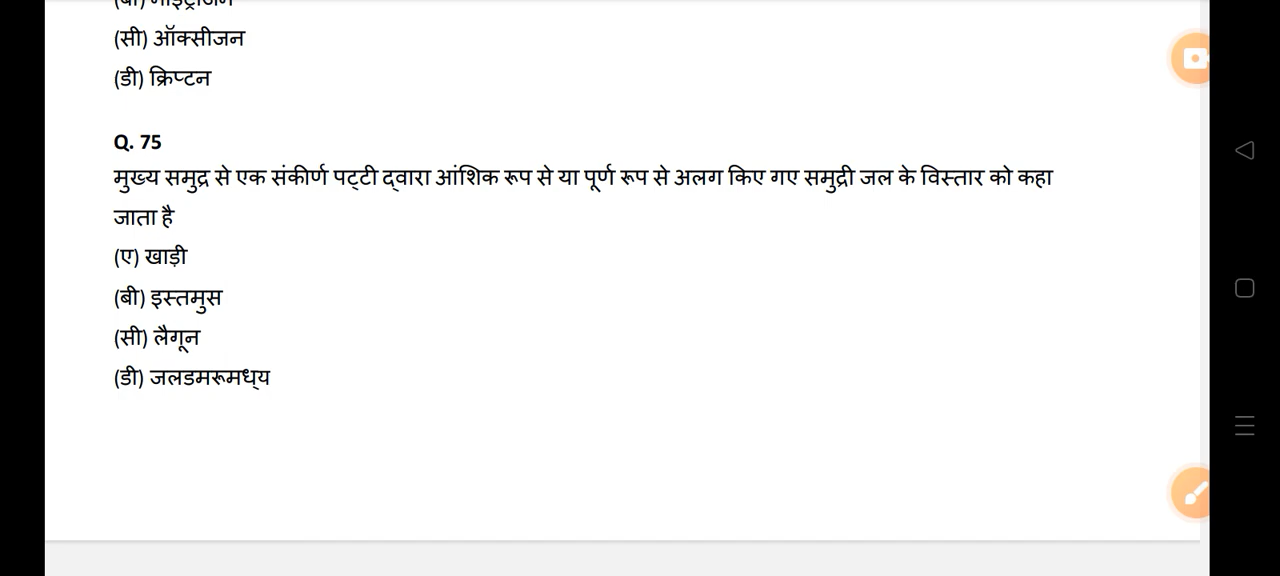 (सी) ऑक्सीजन
(डी) क्रिप्टन
Q. 75
मुख्य समुद्र से एक संकीर्ण पट्टी द्वारा आंशिक रूप से या पूर्ण रूप से अलग किए गए समुद्री जल के विस्तार को कहा
जाता है
(ए) खाड़ी
(बी) इस्तमुस
(सी) लैगून
(डी) जलडमरूमध्य